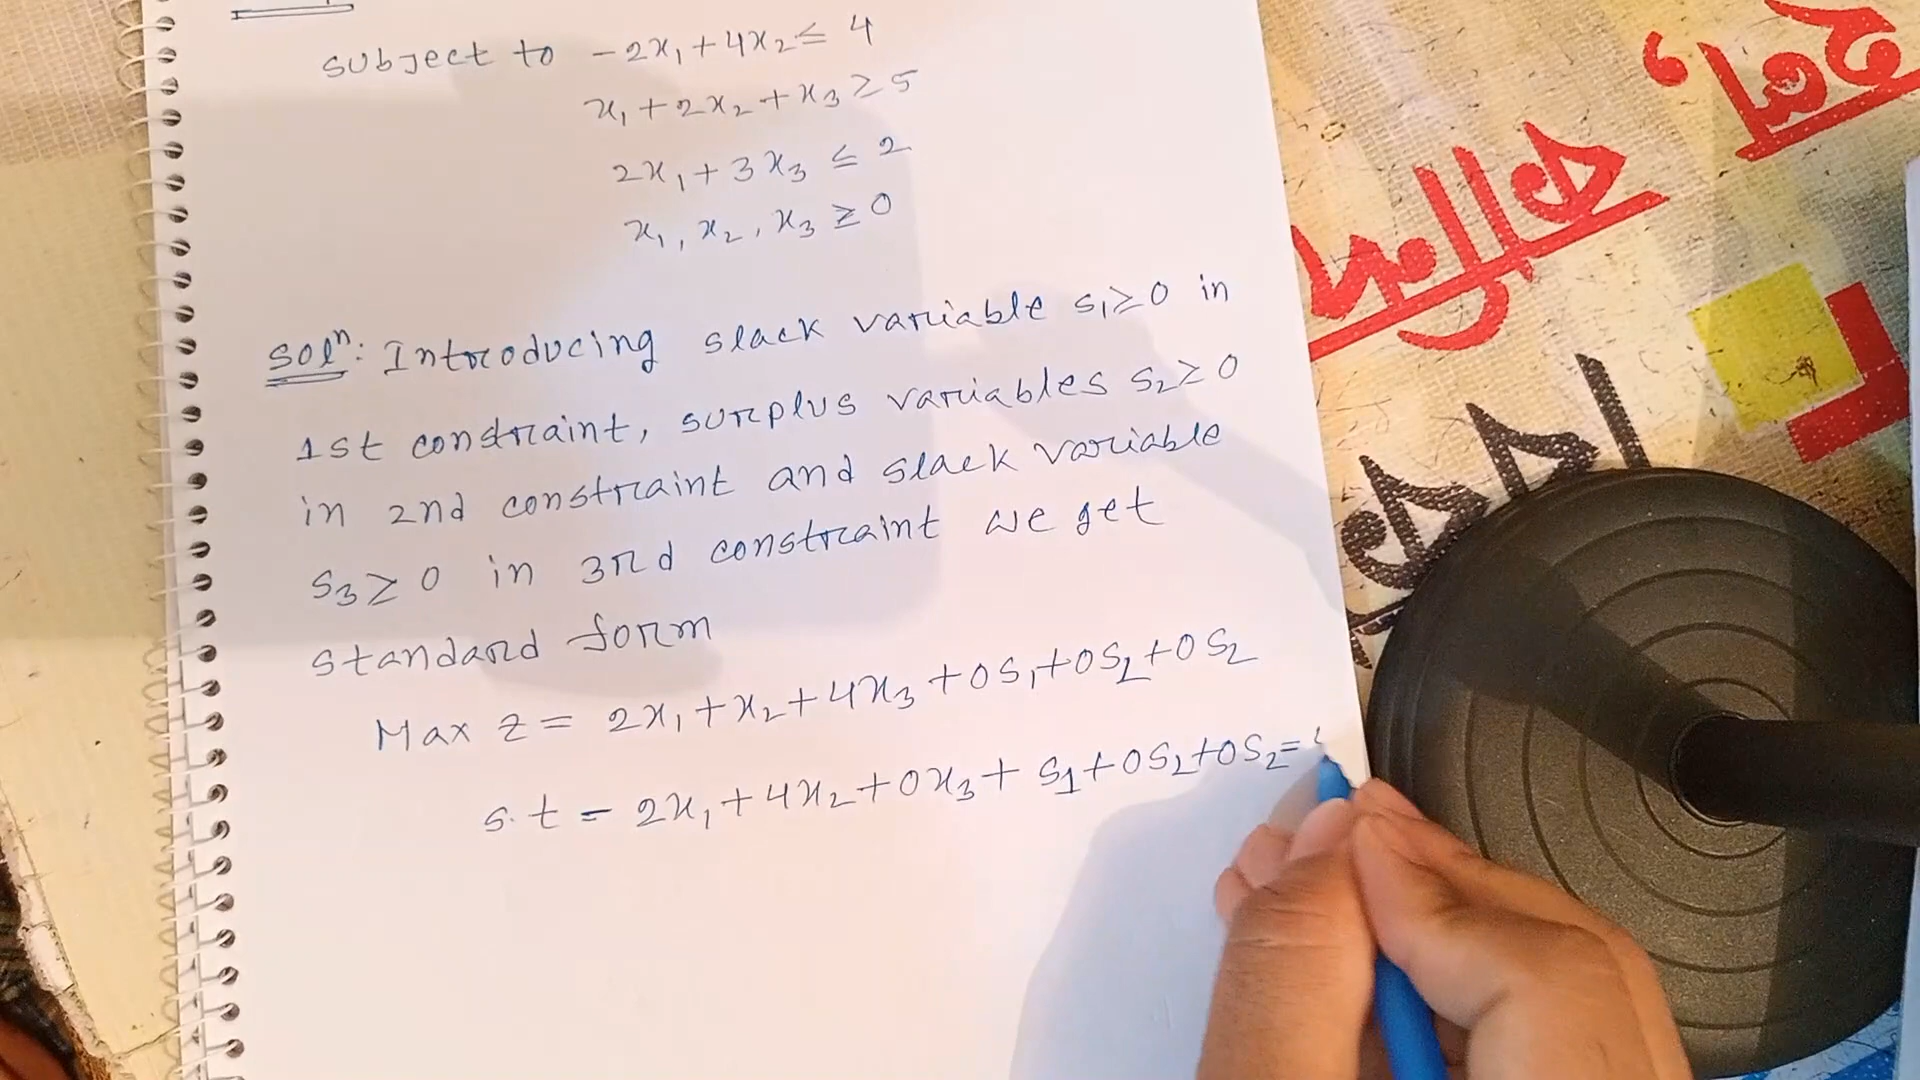 subject to -2x₁+4x₂ ≤ 4
x₁+2x₂+x₃ ≥ 5
2x₁+3x₃ ≤ 2
x₁, x₂, x₃ ≥ 0
Solⁿ: Introducing slack variable s₁≥0 in
1st constraint, surplus variables s₂≥0
in 2nd constraint and slack variable
s₃≥0 in 3rd constraint we get
standard form
Max z = 2x₁+x₂+4x₃+0s₁+0s₂+0s₂
s.t - 2x₁+4x₂+0x₃+s₁+0s₂+0s₂=